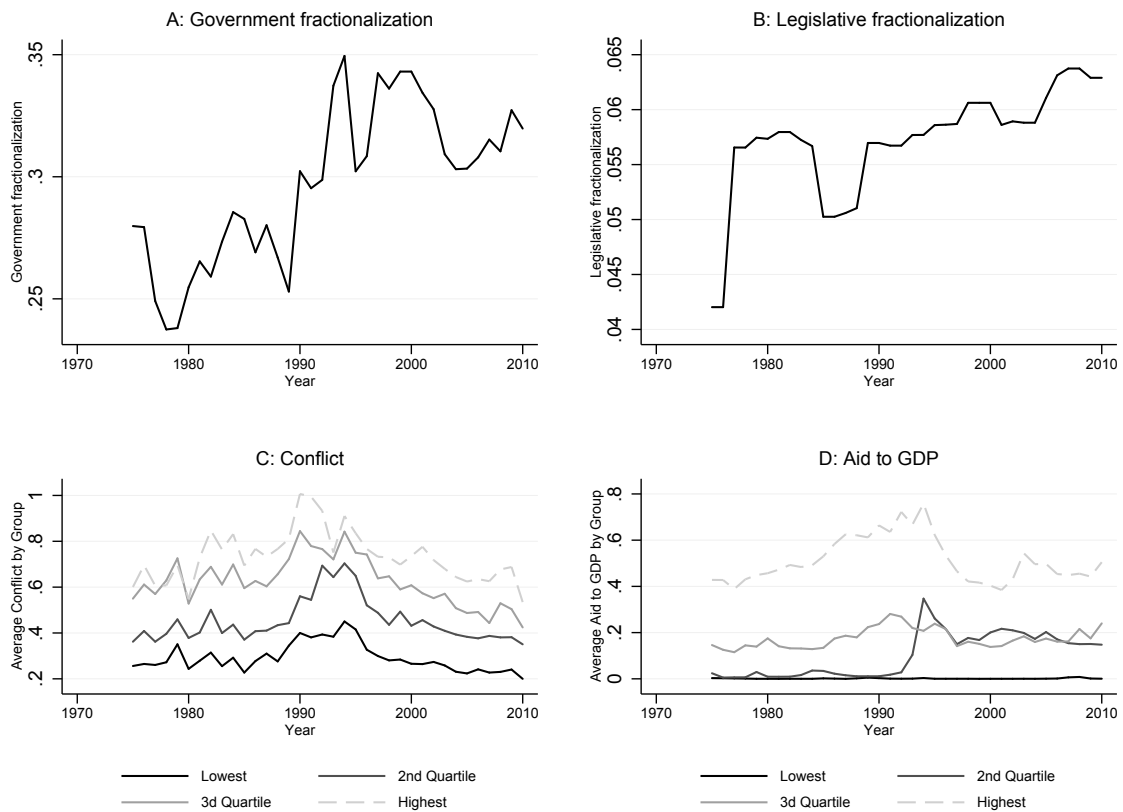 A: Government fractionalization
Government fractionalization
.35
.3
.25
1970 1980 1990 2000 2010
Year
B: Legislative fractionalization
Legislative fractionalization
.065
.06
.055
.05
.045
.04
1970 1980 1990 2000 2010
Year
C: Conflict
Average Conflict by Group
1
.8
.6
.4
.2
1970 1980 1990 2000 2010
Year
Lowest 2nd Quartile
3d Quartile Highest
D: Aid to GDP
Average Aid to GDP by Group
.8
.6
.4
.2
0
1970 1980 1990 2000 2010
Year
Lowest 2nd Quartile
3d Quartile Highest